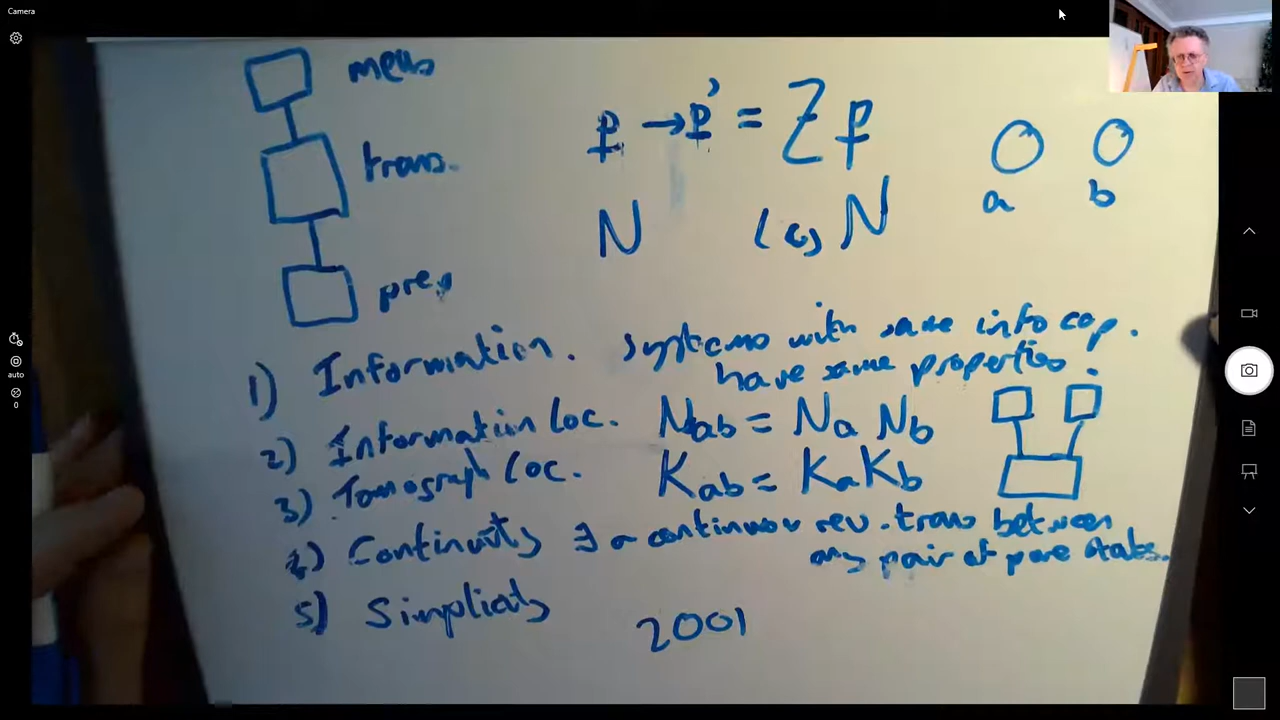 Camera
meas
p → p' = Z p
trans.
a b
N log N
prep
1) Information. Systems with same info cap.
have same properties.
2) Information loc. Nab = Na Nb
3) Tomograph loc. Kab = Ka Kb
4) Continuity ∃ a continuous rev. trans between
any pair of pure states.
5) Simplicity
2001
auto
0